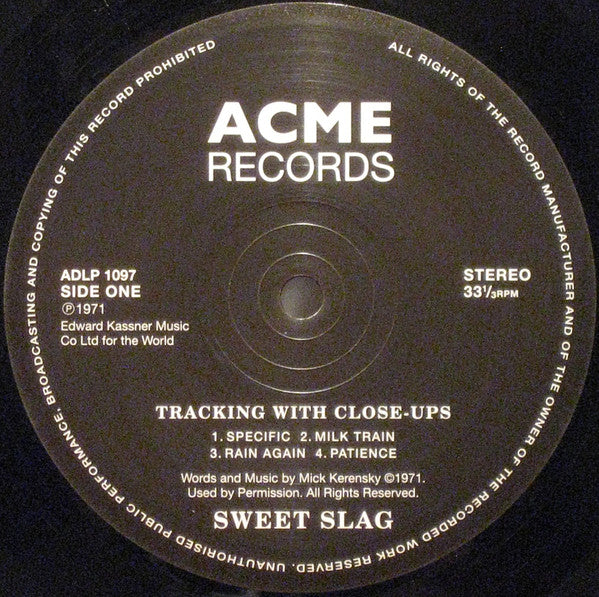 ALL RIGHTS OF THE RECORD MANUFACTURER AND OF THE OWNER OF THE RECORDED WORK RESERVED. UNAUTHORISED PUBLIC PERFORMANCE, BROADCASTING AND COPYING OF THIS RECORD PROHIBITED
ACME
RECORDS
ADLP 1097
SIDE ONE
℗1971
Edward Kassner Music
Co Ltd for the World
STEREO
33⅓RPM
TRACKING WITH CLOSE-UPS
1. SPECIFIC 2. MILK TRAIN
3. RAIN AGAIN 4. PATIENCE
Words and Music by Mick Kerensky ©1971.
Used by Permission. All Rights Reserved.
SWEET SLAG